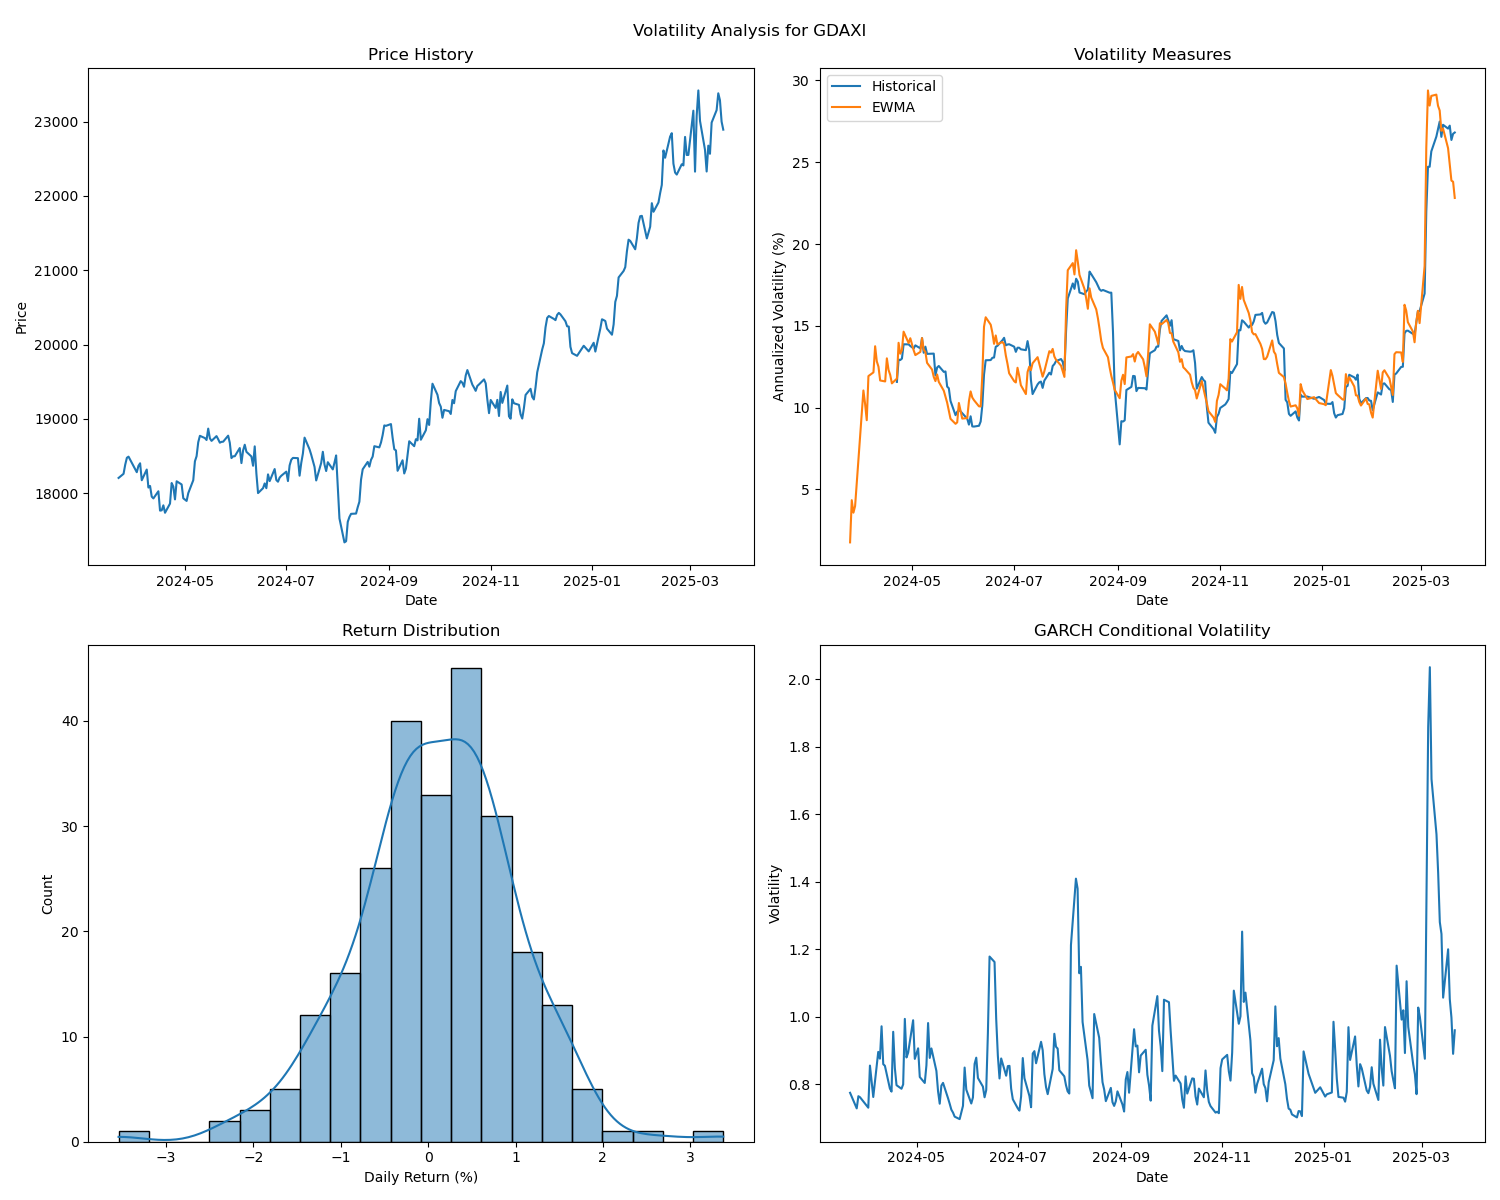 Volatility Analysis for GDAXI
Price History
Price
23000
22000
21000
20000
19000
18000
2024-05 2024-07 2024-09 2024-11 2025-01 2025-03
Date
Volatility Measures
Historical
EWMA
Annualized Volatility (%)
30
25
20
15
10
5
2024-05 2024-07 2024-09 2024-11 2025-01 2025-03
Date
Return Distribution
Count
40
30
20
10
0
−3 −2 −1 0 1 2 3
Daily Return (%)
GARCH Conditional Volatility
Volatility
2.0
1.8
1.6
1.4
1.2
1.0
0.8
2024-05 2024-07 2024-09 2024-11 2025-01 2025-03
Date